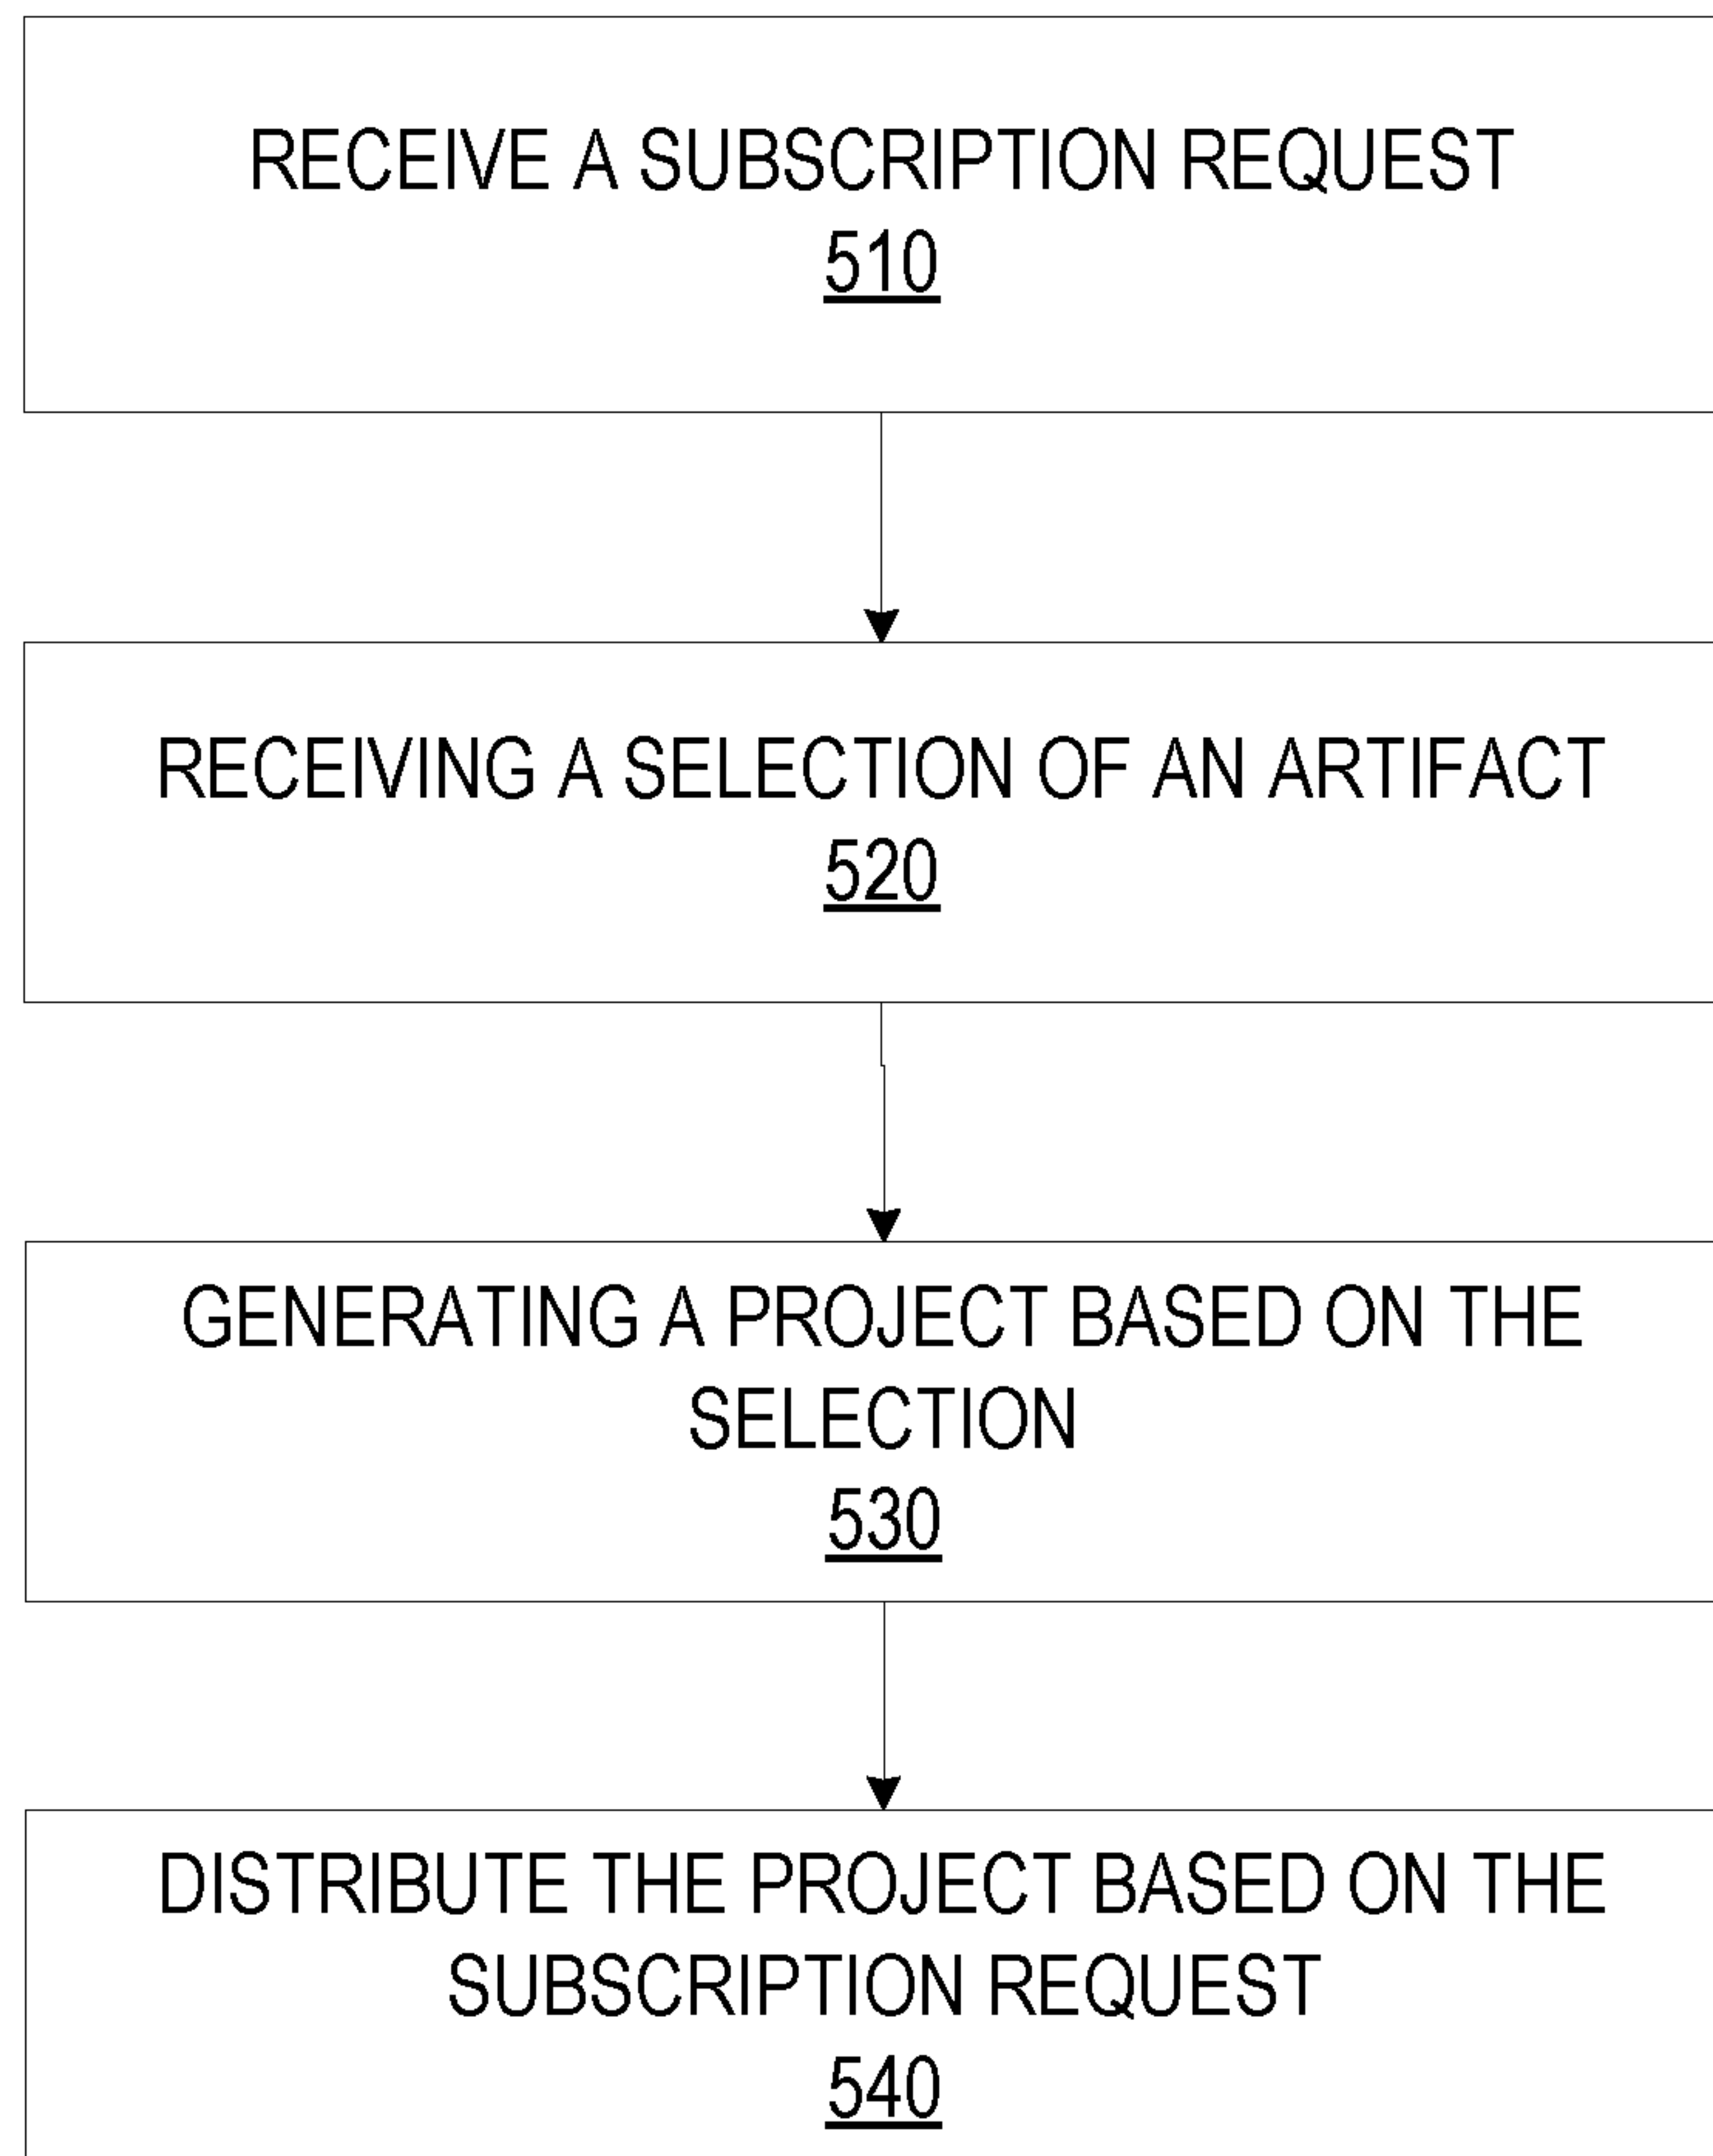 RECEIVE A SUBSCRIPTION REQUEST
510
RECEIVING A SELECTION OF AN ARTIFACT
520
GENERATING A PROJECT BASED ON THE
SELECTION
530
DISTRIBUTE THE PROJECT BASED ON THE
SUBSCRIPTION REQUEST
540